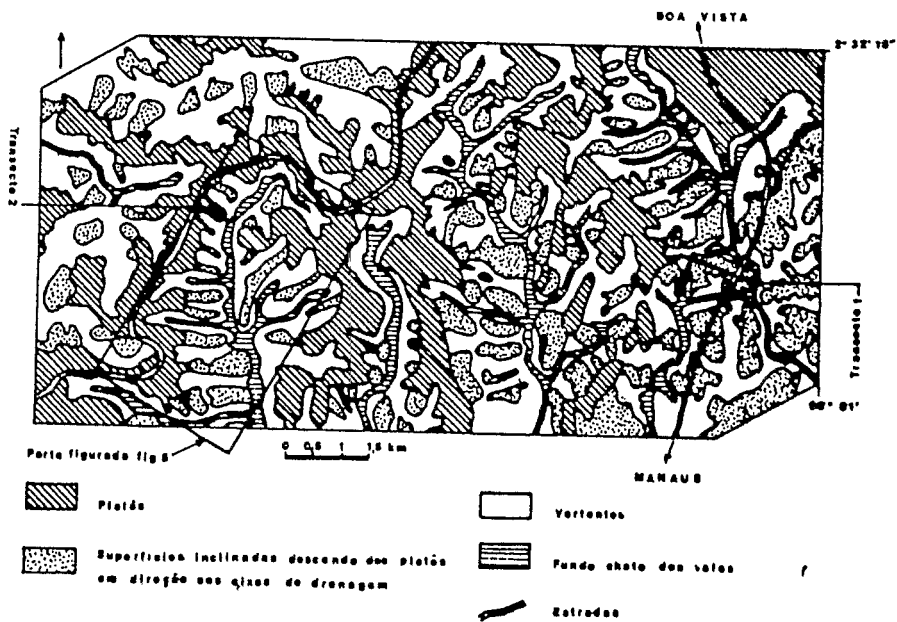 BOA VISTA
2° 32' 18"
Transecto 2
Transecto 1
60° 01'
Parte figurada fig 5
0 0,5 1 1,5 km
MANAUS
Platôs
Vertentes
Superfícies inclinadas descendo dos platôs
em direção aos eixos de drenagem
Fundo chato dos vales
Estradas